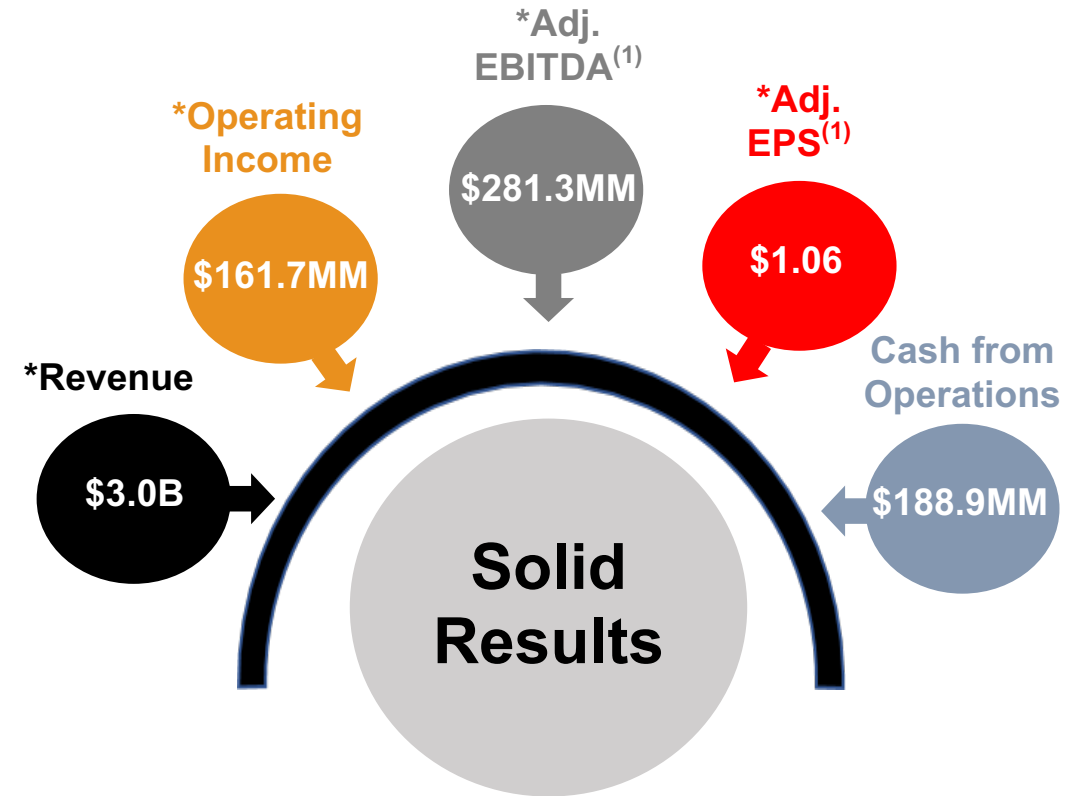 *Adj.
EBITDA(1)
$281.3MM
*Operating
Income
$161.7MM
*Adj.
EPS(1)
$1.06
*Revenue
$3.0B
Cash from
Operations
$188.9MM
Solid
Results